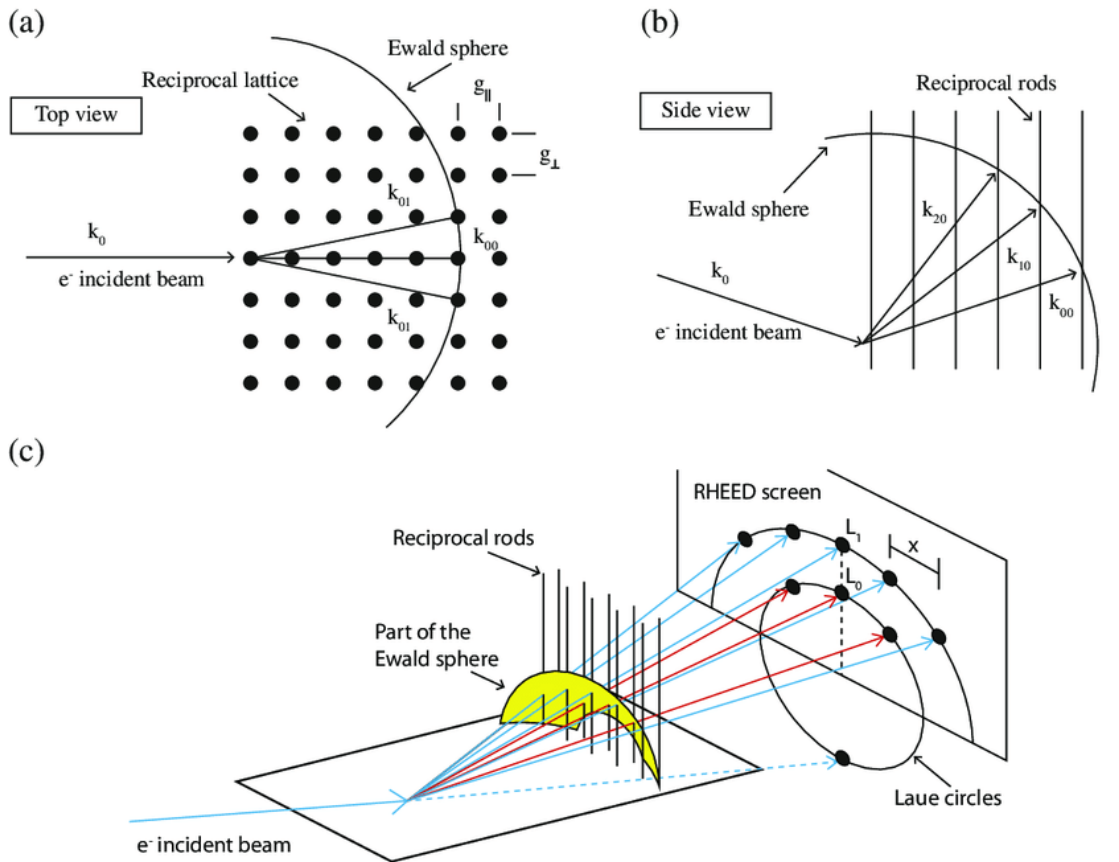 (a)
Ewald sphere
Reciprocal lattice
g||
Top view
g⊥
k01
k0
k00
e- incident beam
k01
(b)
Reciprocal rods
Side view
Ewald sphere
k20
k0
k10
k00
e- incident beam
(c)
RHEED screen
Reciprocal rods
L1
x
L0
Part of the
Ewald sphere
Laue circles
e- incident beam